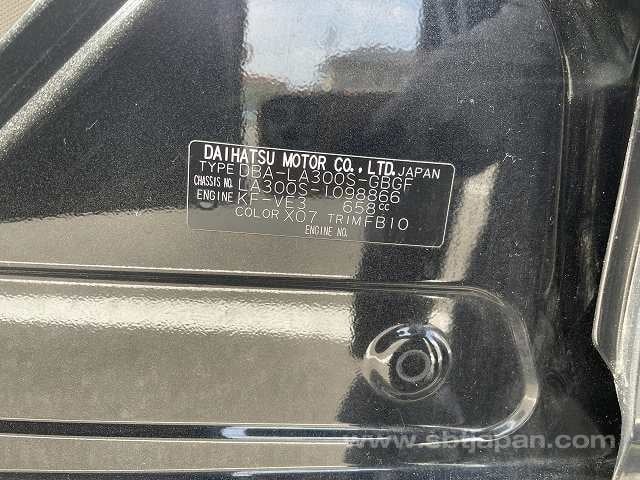 DAIHATSU MOTOR CO., LTD. JAPAN
TYPE DBA-LA300S-GBGF
CHASSIS NO. LA300S-1098866
ENGINE KF-VE3 658cc
COLOR X07 TRIM FB10
ENGINE NO.
www.sbtjapan.com